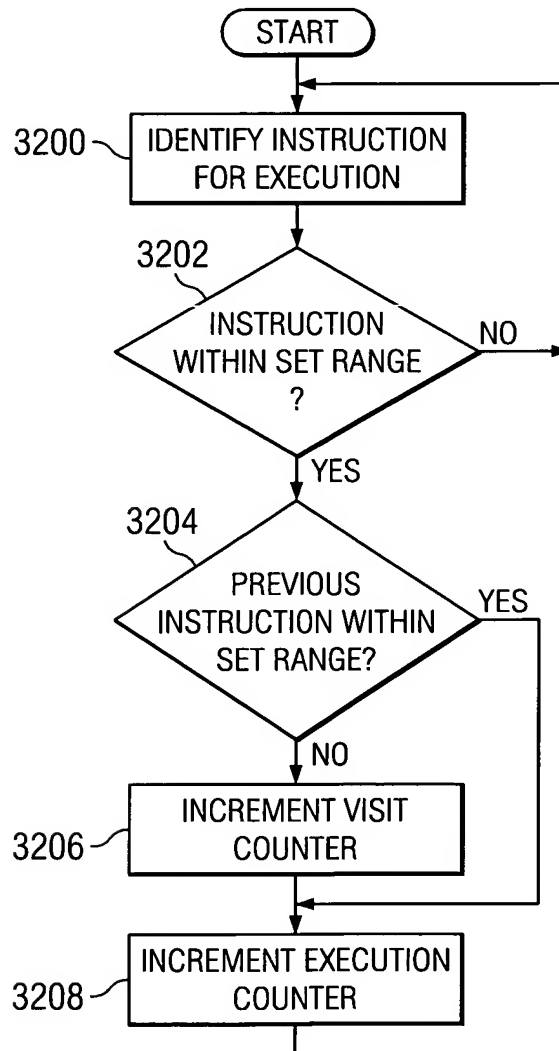 START
3200
IDENTIFY INSTRUCTION
FOR EXECUTION
3202
INSTRUCTION
WITHIN SET RANGE
?
NO
YES
3204
PREVIOUS
INSTRUCTION WITHIN
SET RANGE?
YES
NO
3206
INCREMENT VISIT
COUNTER
3208
INCREMENT EXECUTION
COUNTER